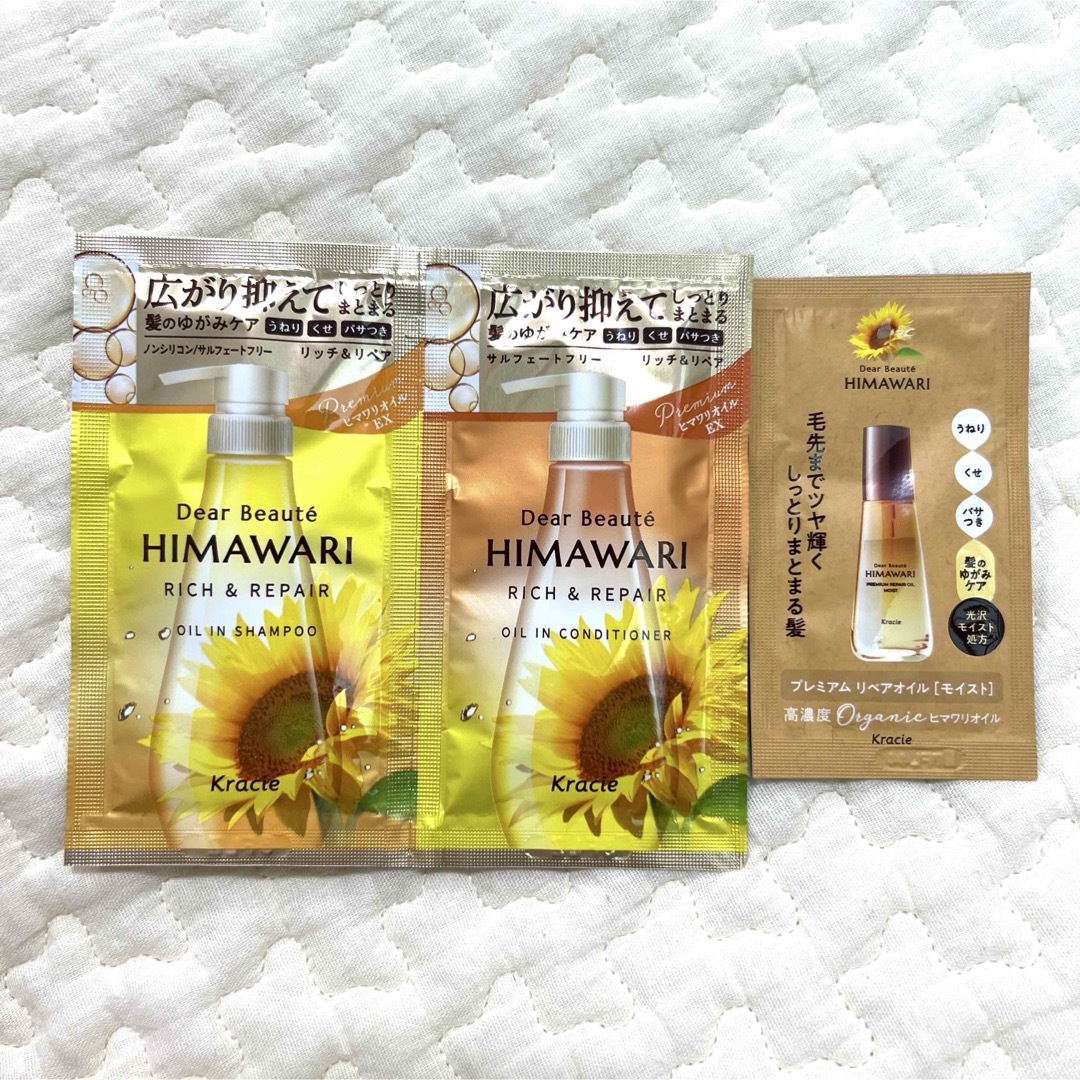 広がり抑えて しっとり
まとまる
髪のゆがみケア うねり くせ パサつき
ノンシリコン/サルフェートフリー リッチ&リペア
Premium
ヒマワリオイル
EX
Dear Beauté
HIMAWARI
RICH & REPAIR
OIL IN SHAMPOO
Kracie
広がり抑えて しっとり
まとまる
髪のゆがみケア うねり くせ パサつき
サルフェートフリー リッチ&リペア
Premium
ヒマワリオイル
EX
Dear Beauté
HIMAWARI
RICH & REPAIR
OIL IN CONDITIONER
Kracie
Dear Beauté
HIMAWARI
毛先までツヤ輝く
しっとりまとまる髪
うねり
くせ
パサ
つき
髪の
ゆがみ
ケア
光沢
モイスト
処方
Dear Beauté
HIMAWARI
PREMIUM REPAIR OIL
MOIST
Kracie
プレミアム リペアオイル [モイスト]
高濃度 Organic ヒマワリオイル
Kracie